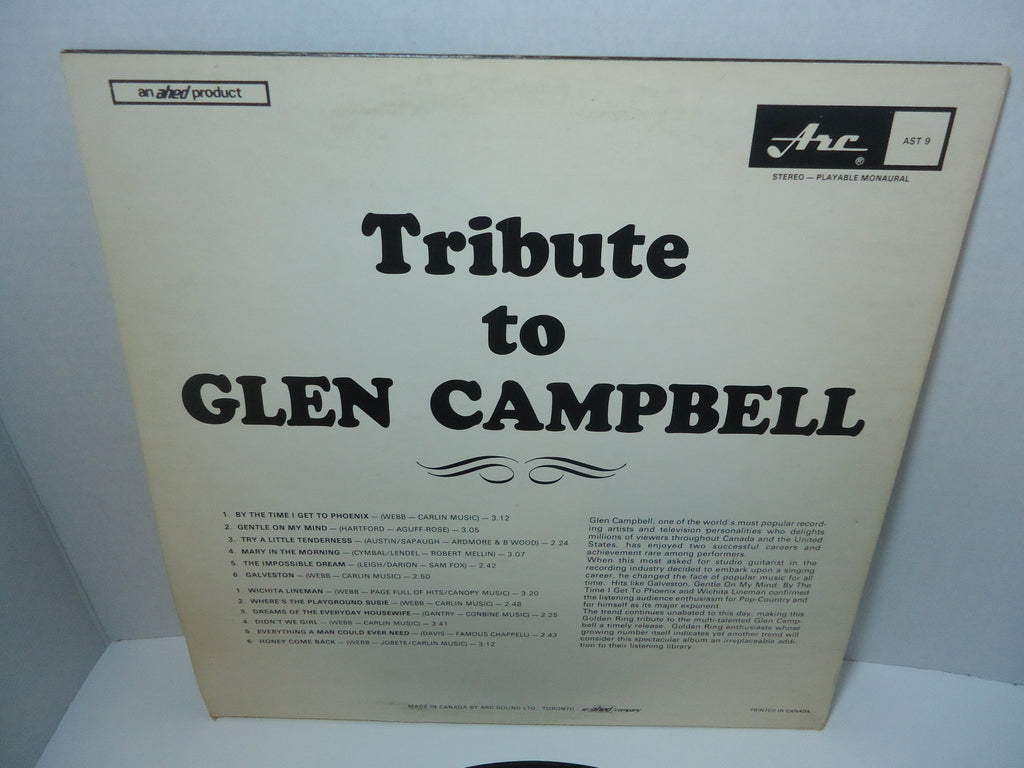 an ahed product
Arc ®
AST 9
STEREO — PLAYABLE MONAURAL
Tribute
to
GLEN CAMPBELL
1. BY THE TIME I GET TO PHOENIX — (WEBB — CARLIN MUSIC) — 3.12
2. GENTLE ON MY MIND — (HARTFORD — AGUFF-ROSE) — 3.05
3. TRY A LITTLE TENDERNESS — (AUSTIN/SAPAUGH — ARDMORE & B'WOOD) — 2.24
4. MARY IN THE MORNING — (CYMBAL/LENDEL — ROBERT MELLIN) — 3.07
5. THE IMPOSSIBLE DREAM — (LEIGH/DARION — SAM FOX) — 2.42
6. GALVESTON — (WEBB — CARLIN MUSIC) — 2.50
1. WICHITA LINEMAN — (WEBB — PAGE FULL OF HITS/CANOPY MUSIC) — 3.20
2. WHERE'S THE PLAYGROUND SUSIE — (WEBB — CARLIN MUSIC) — 2.48
3. DREAMS OF THE EVERYDAY HOUSEWIFE — (GANTRY — CONBINE MUSIC) — 2.25
4. DIDN'T WE GIRL — (WEBB — CARLIN MUSIC) — 3.41
5. EVERYTHING A MAN COULD EVER NEED — (DAVIS — FAMOUS CHAPPELL) — 2.43
6. HONEY COME BACK — (WEBB — JOBETE/CARLIN MUSIC) — 3.12
Glen Campbell, one of the world's most popular record-
ing artists and television personalities who delights
millions of viewers throughout Canada and the United
States, has enjoyed two successful careers and
achievement rare among performers.
When this most asked for studio guitarist in the
recording industry decided to embark upon a singing
career, he changed the face of popular music for all
time. Hits like Galveston, Gentle On My Mind, By The
Time I Get To Phoenix and Wichita Lineman confirmed
the listening audience enthusiasm for Pop-Country and
for himself as its major exponent.
The trend continues unabated to this day, making this
Golden Ring tribute to the multi-talented Glen Camp-
bell a timely release. Golden Ring enthusiasts whose
growing number itself indicates yet another trend will
consider this spectacular album an irreplaceable addi-
tion to their listening library.
MADE IN CANADA BY ARC SOUND LTD. TORONTO an ahed company
PRINTED IN CANADA